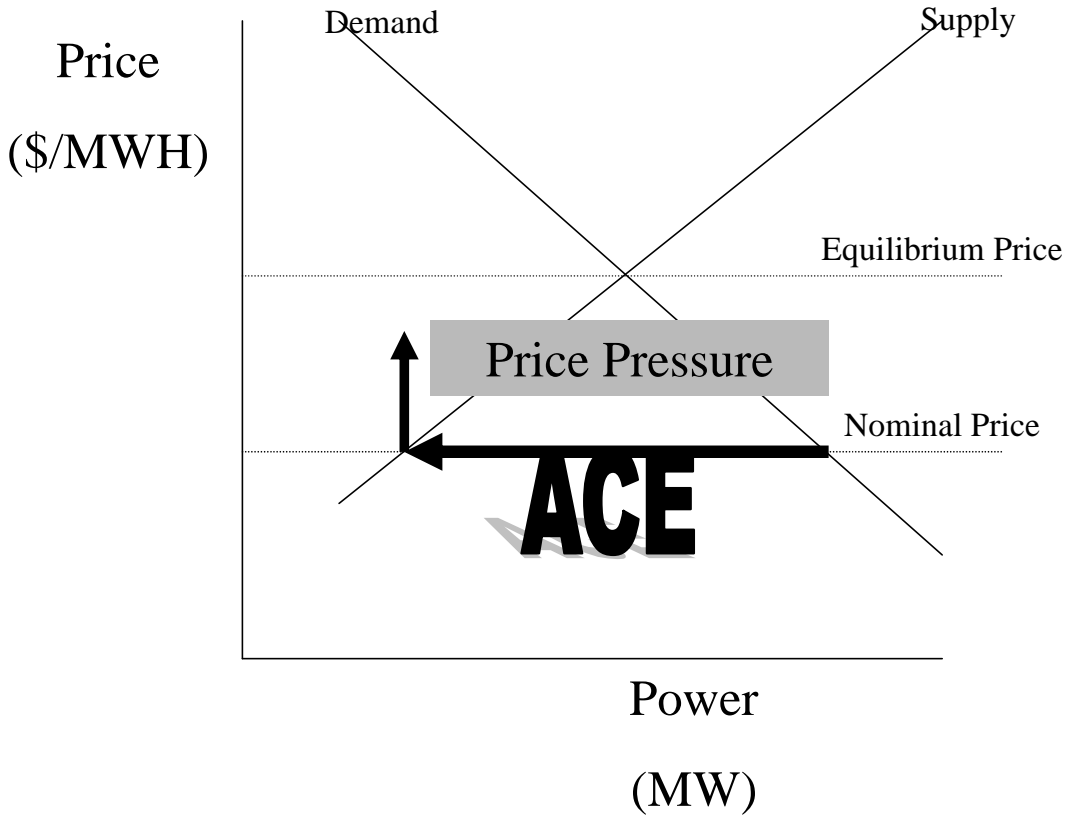 Demand
Supply
Price
($/MWH)
Equilibrium Price
Price Pressure
Nominal Price
ACE
Power
(MW)